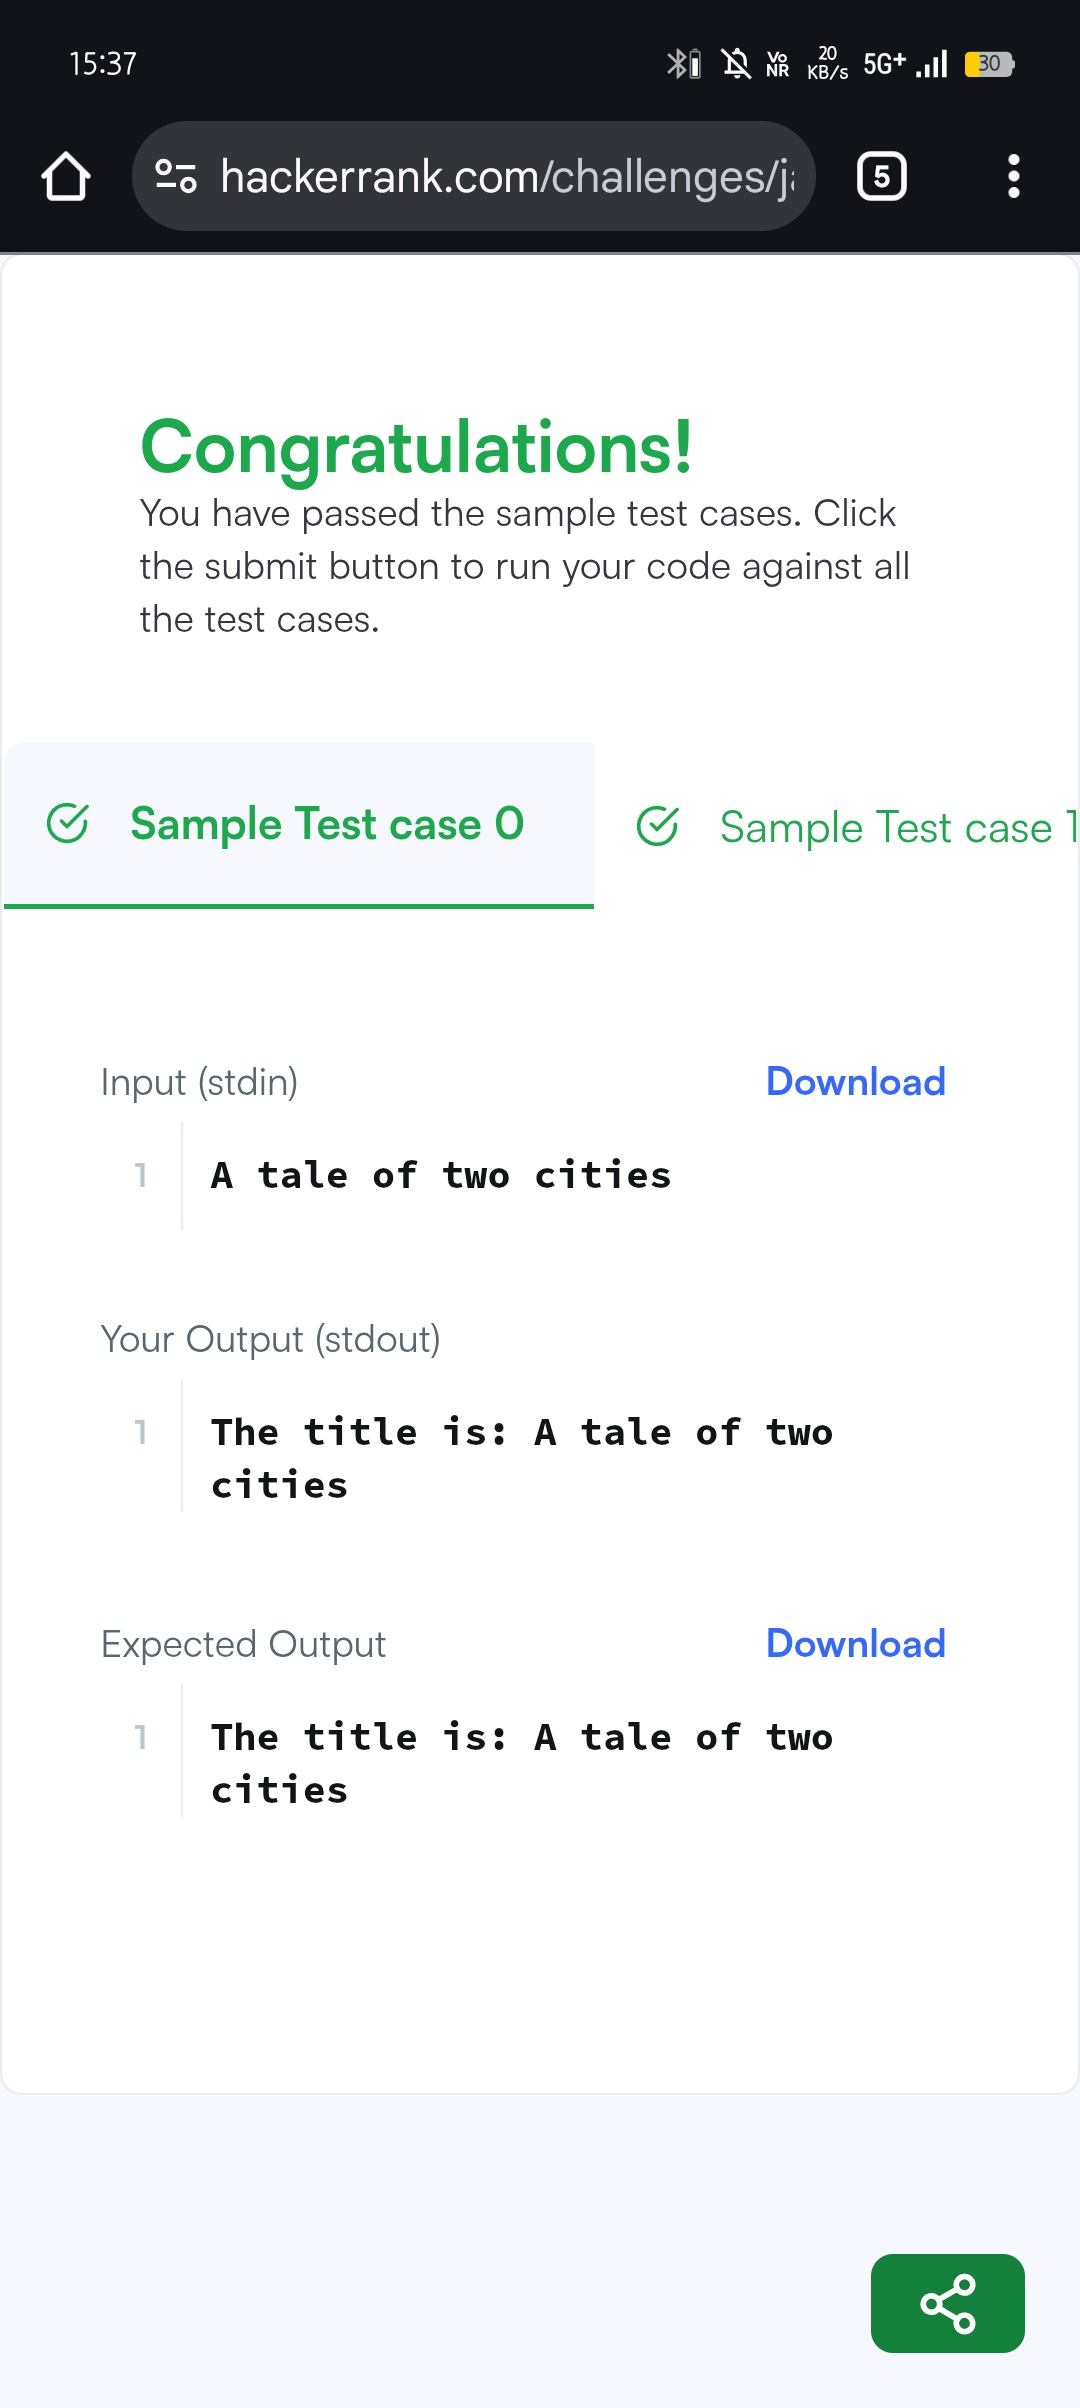 15:37
Vo
NR
20
KB/s
5G+
30
hackerrank.com/challenges/ja
5
Congratulations!
You have passed the sample test cases. Click
the submit button to run your code against all
the test cases.
Sample Test case 0
Sample Test case 1
Input (stdin)
Download
1
A tale of two cities
Your Output (stdout)
1
The title is: A tale of two
cities
Expected Output
Download
1
The title is: A tale of two
cities